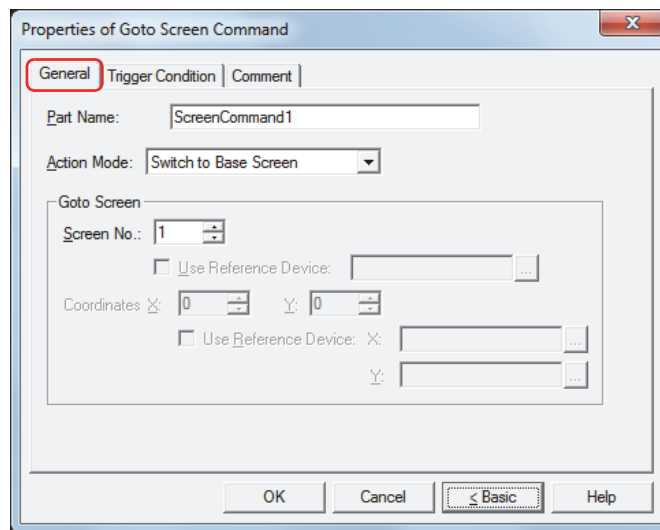 Properties of Goto Screen Command
X
General Trigger Condition Comment
Part Name: ScreenCommand1
Action Mode: Switch to Base Screen
Goto Screen
Screen No.: 1
Use Reference Device: ...
Coordinates X: 0 Y: 0
Use Reference Device: X: ...
Y: ...
OK Cancel < Basic Help